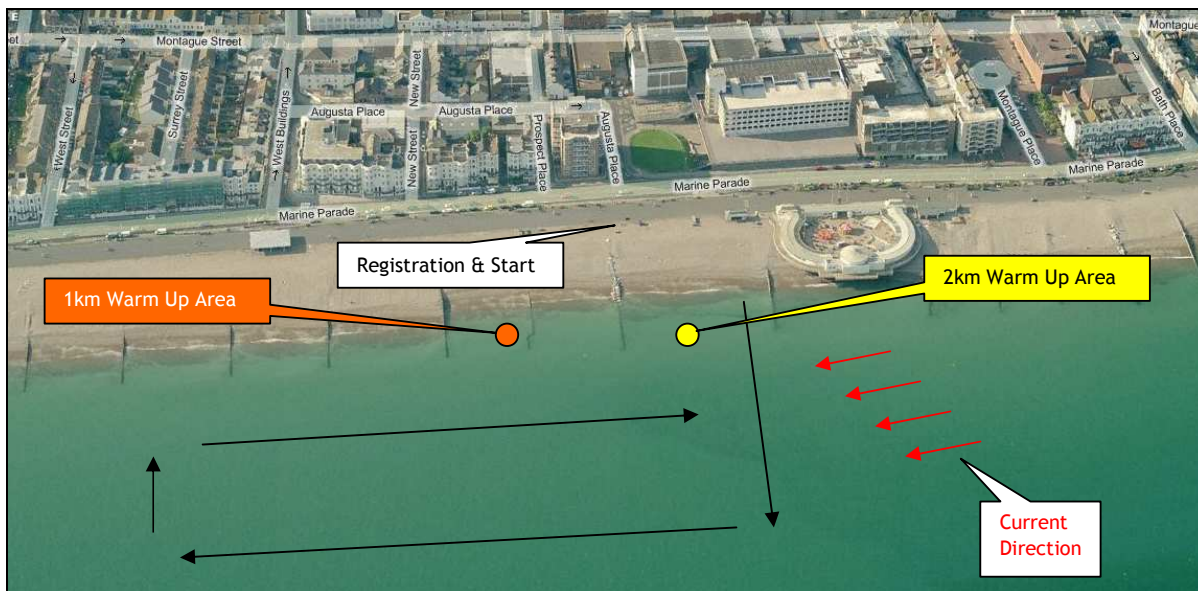 E
Street
Montague Street
Montague
West Street
Surrey Street
West Buildings
New Street
Augusta Place
Augusta Place
Prospect Place
Augusta Place
New Street
Montague Place
Bath Place
Marine Parade
Marine Parade
Marine Parade
Registration & Start
1km Warm Up Area
2km Warm Up Area
Current
Direction